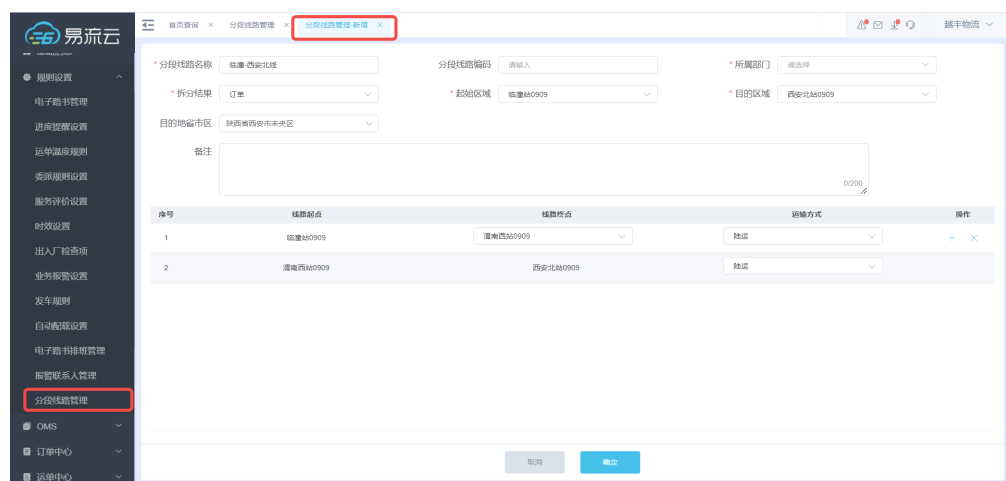 易流云
首页查询 × 分段线路管理 × 分段线路管理-新增 ×
越丰物流
规则设置
电子路书管理
进度提醒设置
运单温度规则
委派规则设置
服务评价设置
时效设置
出入厂检查项
业务报警设置
发车规则
自动配载设置
电子路书排班管理
报警联系人管理
分段线路管理
OMS
订单中心
运单中心
* 分段线路名称 临潼-西安北线 分段线路编码 请输入 * 所属部门 请选择
* 拆分结果 订单 * 起始区域 临潼站0909 * 目的区域 西安北站0909
目的地省市区 陕西省西安市未央区
备注
0/200
序号 线路起点 线路终点 运输方式 操作
1 临潼站0909 渭南西站0909 陆运 + ×
2 渭南西站0909 西安北站0909 陆运
取消 确定